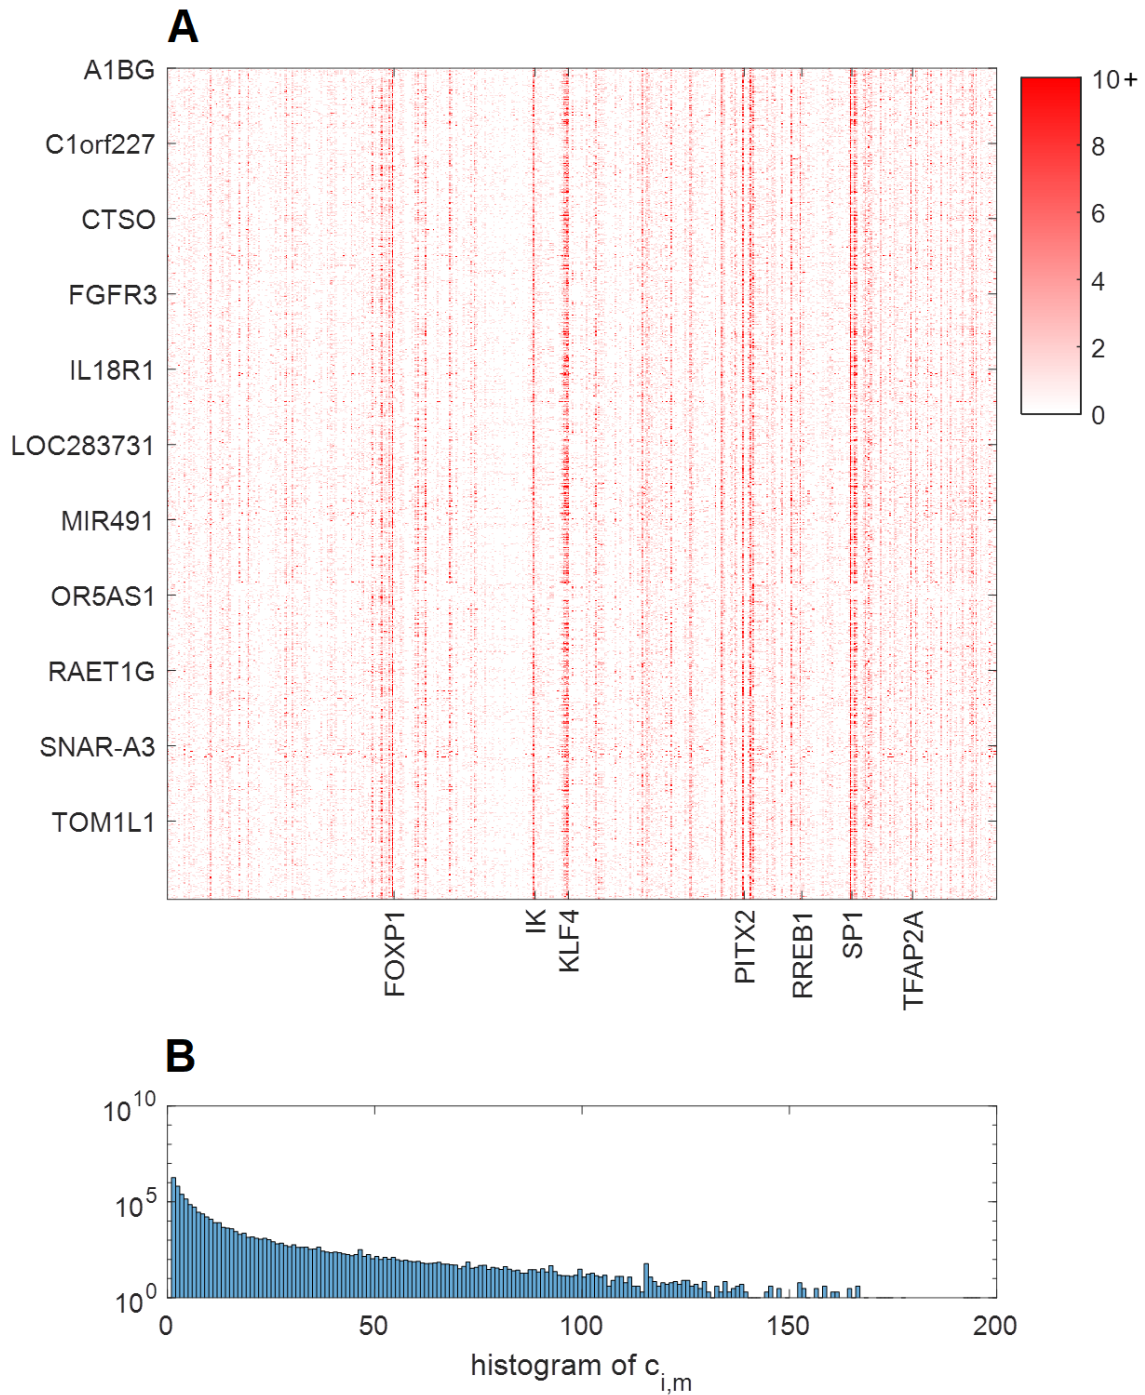 A
A1BG
C1orf227
CTSO
FGFR3
IL18R1
LOC283731
MIR491
OR5AS1
RAET1G
SNAR-A3
TOM1L1
10+
8
6
4
2
0
FOXP1
IK
KLF4
PITX2
RREB1
SP1
TFAP2A
B
10^10
10^5
10^0
0 50 100 150 200
histogram of c_i,m